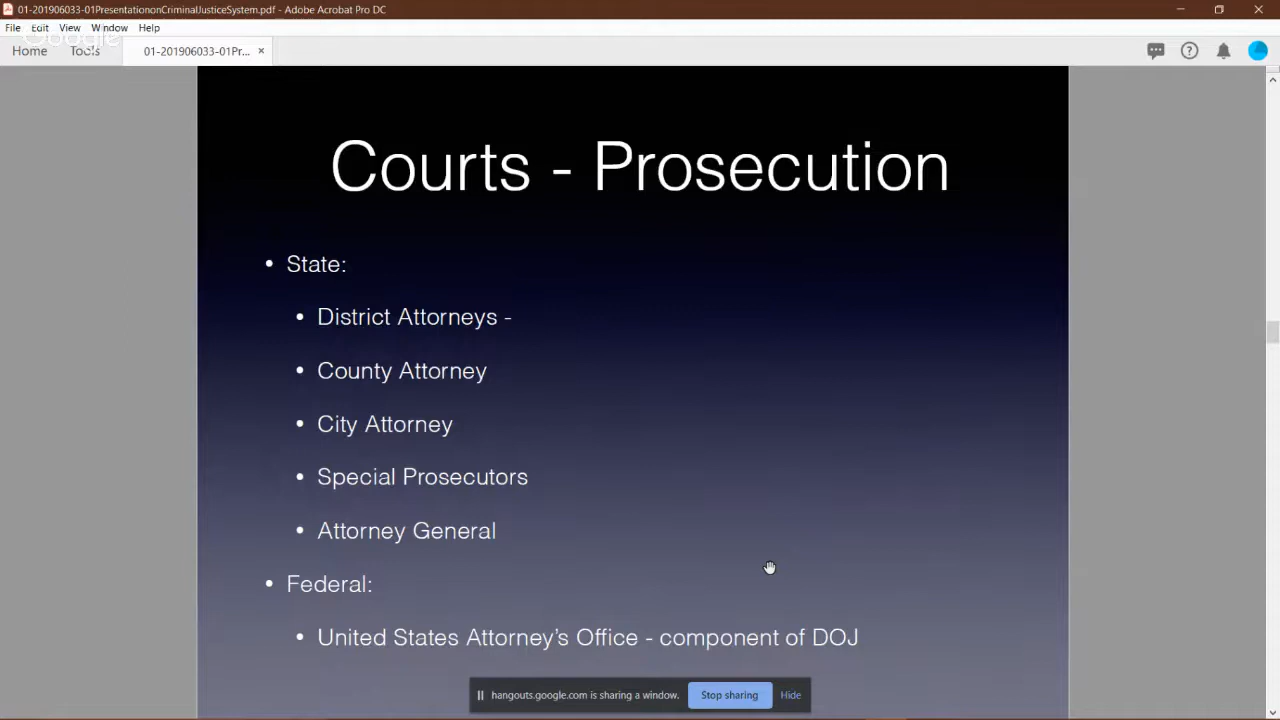 01-201906033-01PresentationonCriminalJusticeSystem.pdf - Adobe Acrobat Pro DC
File Edit View Window Help
Google
Home Tools 01-201906033-01Pr... ×
Courts - Prosecution
• State:
• District Attorneys -
• County Attorney
• City Attorney
• Special Prosecutors
• Attorney General
• Federal:
• United States Attorney’s Office - component of DOJ
hangouts.google.com is sharing a window. Stop sharing Hide